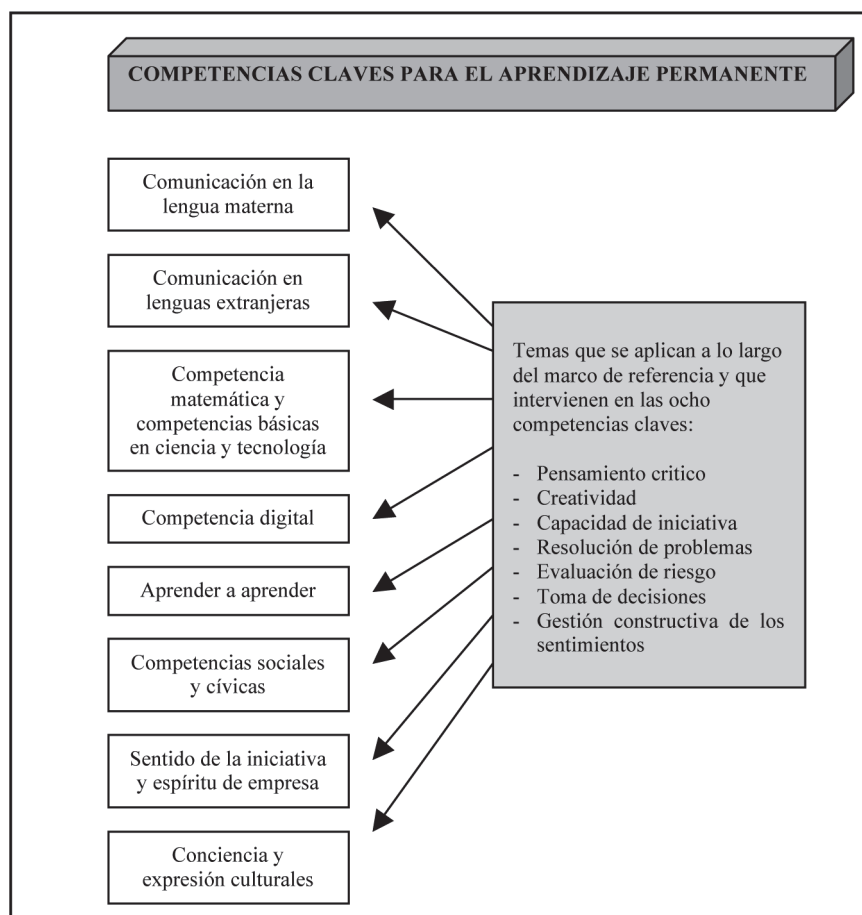 COMPETENCIAS CLAVES PARA EL APRENDIZAJE PERMANENTE
Comunicación en la
lengua materna
Comunicación en
lenguas extranjeras
Competencia
matemática y
competencias básicas
en ciencia y tecnología
Competencia digital
Aprender a aprender
Competencias sociales
y cívicas
Sentido de la iniciativa
y espíritu de empresa
Conciencia y
expresión culturales
Temas que se aplican a lo largo
del marco de referencia y que
intervienen en las ocho
competencias claves:
- Pensamiento critico
- Creatividad
- Capacidad de iniciativa
- Resolución de problemas
- Evaluación de riesgo
- Toma de decisiones
- Gestión constructiva de los
sentimientos